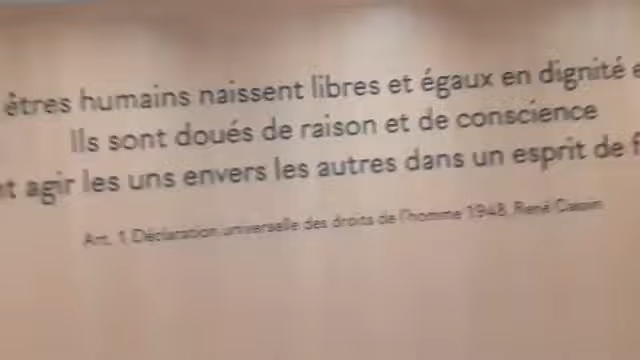 êtres humains naissent libres et égaux en dignité e
Ils sont doués de raison et de conscience
t agir les uns envers les autres dans un esprit de f
Art. 1 Déclaration universelle des droits de l'homme 1948, René Cassin